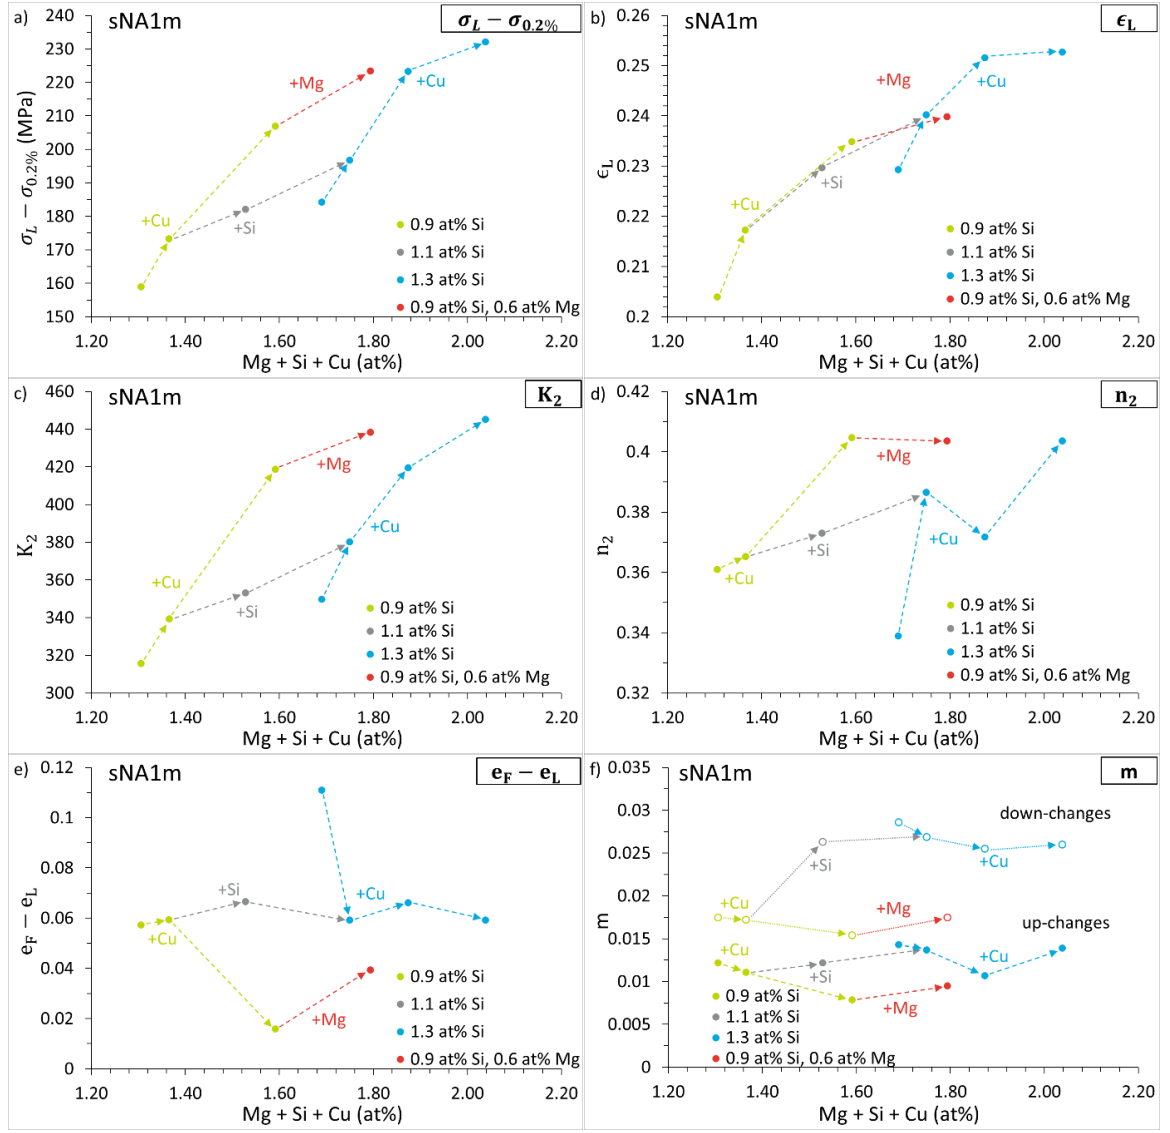 a) sNA1m σL − σ0.2%
240
230
220
210
200
190
180
170
160
150
σL − σ0.2% (MPa)
+Mg
+Cu
+Cu
+Si
0.9 at% Si
1.1 at% Si
1.3 at% Si
0.9 at% Si, 0.6 at% Mg
1.20 1.40 1.60 1.80 2.00 2.20
Mg + Si + Cu (at%)
b) sNA1m ϵL
0.26
0.25
0.24
0.23
0.22
0.21
0.2
ϵL
+Mg
+Cu
+Si
+Cu
0.9 at% Si
1.1 at% Si
1.3 at% Si
0.9 at% Si, 0.6 at% Mg
1.20 1.40 1.60 1.80 2.00 2.20
Mg + Si + Cu (at%)
c) sNA1m K2
460
440
420
400
380
360
340
320
300
K2
+Mg
+Cu
+Cu
+Si
0.9 at% Si
1.1 at% Si
1.3 at% Si
0.9 at% Si, 0.6 at% Mg
1.20 1.40 1.60 1.80 2.00 2.20
Mg + Si + Cu (at%)
d) sNA1m n2
0.42
0.4
0.38
0.36
0.34
0.32
n2
+Mg
+Si
+Cu
+Cu
0.9 at% Si
1.1 at% Si
1.3 at% Si
0.9 at% Si, 0.6 at% Mg
1.20 1.40 1.60 1.80 2.00 2.20
Mg + Si + Cu (at%)
e) sNA1m eF − eL
0.12
0.1
0.08
0.06
0.04
0.02
0
eF − eL
+Si
+Cu
+Cu
+Mg
0.9 at% Si
1.1 at% Si
1.3 at% Si
0.9 at% Si, 0.6 at% Mg
1.20 1.40 1.60 1.80 2.00 2.20
Mg + Si + Cu (at%)
f) sNA1m m
0.035
0.03
0.025
0.02
0.015
0.01
0.005
0
m
down-changes
+Si
+Cu
+Cu
+Mg
up-changes
+Cu
+Cu
+Si
+Mg
0.9 at% Si
1.1 at% Si
1.3 at% Si
0.9 at% Si, 0.6 at% Mg
1.20 1.40 1.60 1.80 2.00 2.20
Mg + Si + Cu (at%)